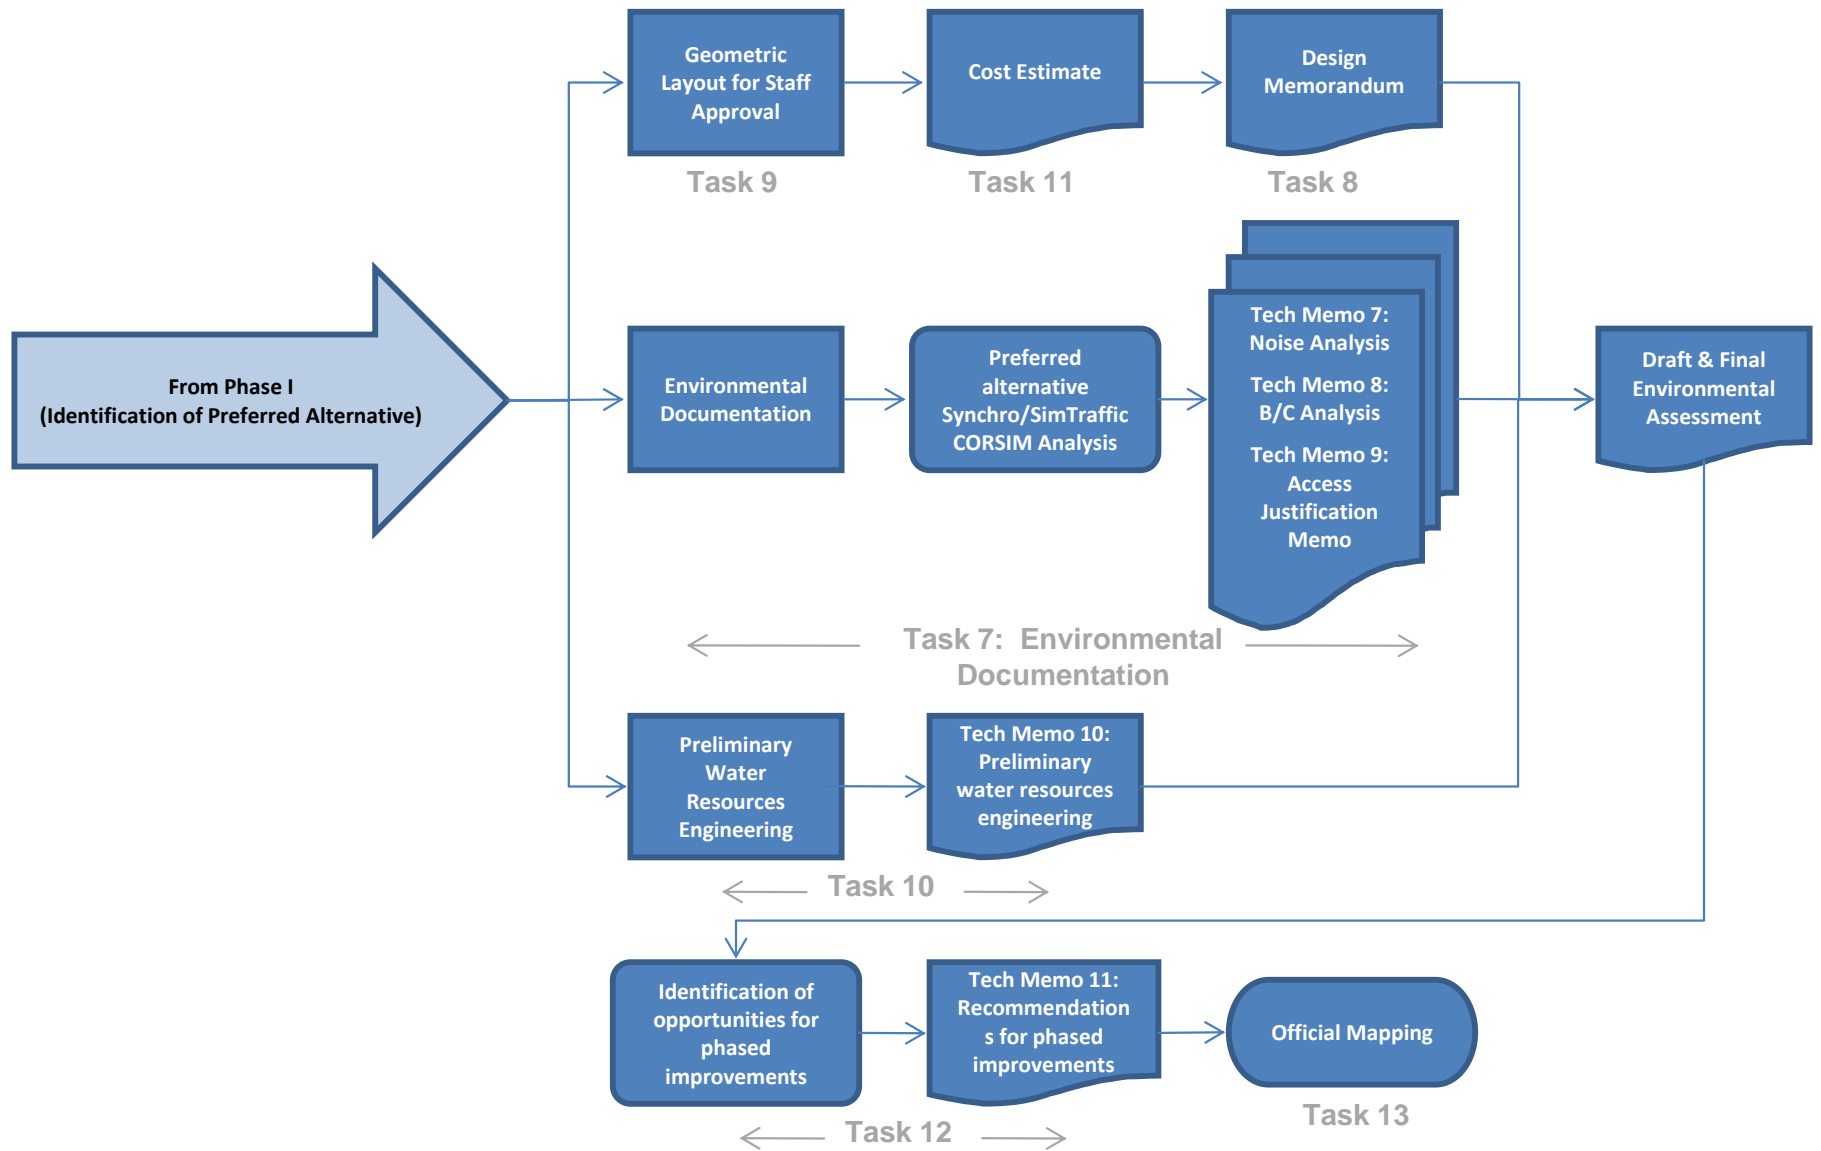 Geometric
Layout for Staff
Approval
Cost Estimate
Design
Memorandum
Task 9
Task 11
Task 8
From Phase I
(Identification of Preferred Alternative)
Environmental
Documentation
Preferred
alternative
Synchro/SimTraffic
CORSIM Analysis
Tech Memo 7:
Noise Analysis
Tech Memo 8:
B/C Analysis
Tech Memo 9:
Access
Justification
Memo
Draft & Final
Environmental
Assessment
Task 7:  Environmental
Documentation
Preliminary
Water
Resources
Engineering
Tech Memo 10:
Preliminary
water resources
engineering
Task 10
Identification of
opportunities for
phased
improvements
Tech Memo 11:
Recommendation
s for phased
improvements
Official Mapping
Task 12
Task 13